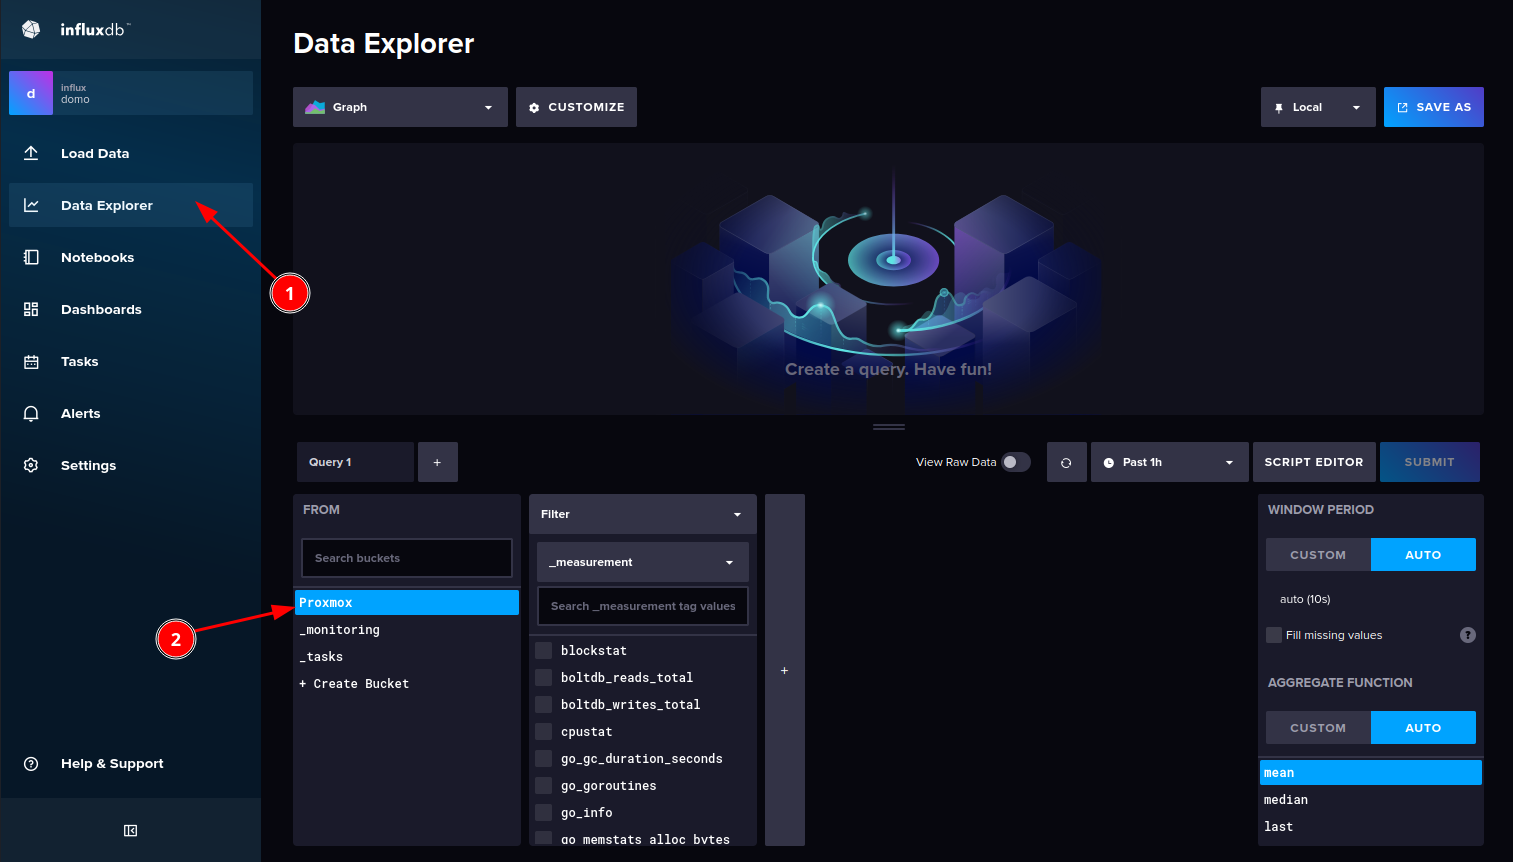 influxdb™
d
influx
domo
Load Data
Data Explorer
Notebooks
Dashboards
Tasks
Alerts
Settings
Help & Support
1
2
Data Explorer
Graph
CUSTOMIZE
Local
SAVE AS
Create a query. Have fun!
Query 1
+
View Raw Data
Past 1h
SCRIPT EDITOR
SUBMIT
FROM
Search buckets
Proxmox
_monitoring
_tasks
+ Create Bucket
Filter
_measurement
Search _measurement tag values
blockstat
boltdb_reads_total
boltdb_writes_total
cpustat
go_gc_duration_seconds
go_goroutines
go_info
go_memstats_alloc_bytes
+
WINDOW PERIOD
CUSTOM AUTO
auto (10s)
Fill missing values ?
AGGREGATE FUNCTION
CUSTOM AUTO
mean
median
last